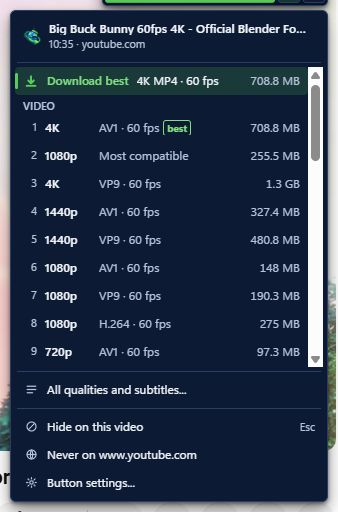 Big Buck Bunny 60fps 4K - Official Blender Fo...
10:35 · youtube.com
Download best 4K MP4 · 60 fps 708.8 MB
VIDEO
1 4K AV1 · 60 fps best 708.8 MB
2 1080p Most compatible 255.5 MB
3 4K VP9 · 60 fps 1.3 GB
4 1440p AV1 · 60 fps 327.4 MB
5 1440p VP9 · 60 fps 480.8 MB
6 1080p AV1 · 60 fps 148 MB
7 1080p VP9 · 60 fps 190.3 MB
8 1080p H.264 · 60 fps 275 MB
9 720p AV1 · 60 fps 97.3 MB
All qualities and subtitles...
Hide on this video Esc
Never on www.youtube.com
Button settings...